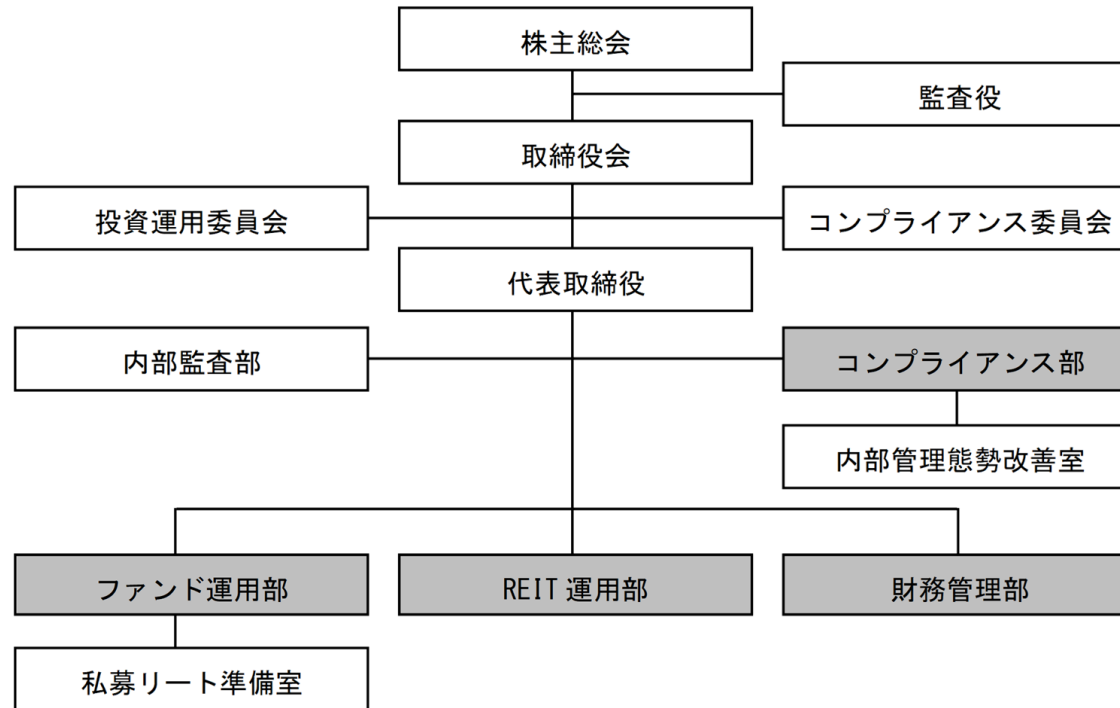 株主総会
監査役
取締役会
投資運用委員会
コンプライアンス委員会
代表取締役
内部監査部
コンプライアンス部
内部管理態勢改善室
ファンド運用部
REIT 運用部
財務管理部
私募リート準備室